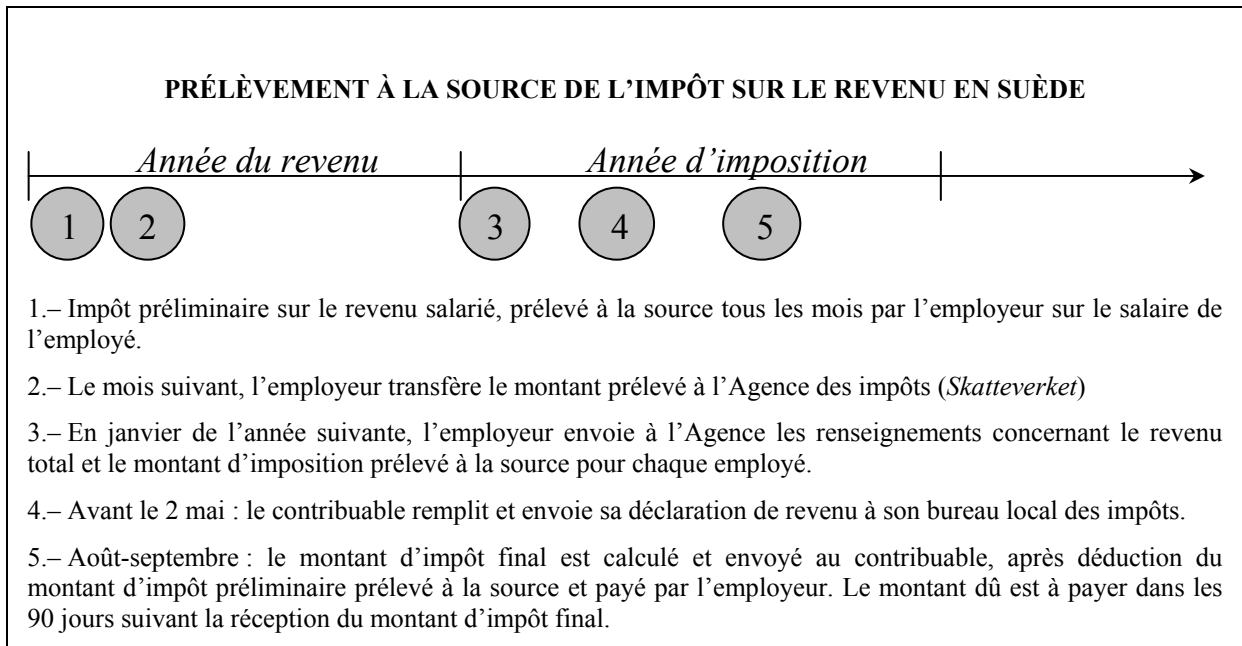 PRÉLÈVEMENT À LA SOURCE DE L’IMPÔT SUR LE REVENU EN SUÈDE
Année du revenu Année d’imposition
1 2 3 4 5
1.– Impôt préliminaire sur le revenu salarié, prélevé à la source tous les mois par l’employeur sur le salaire de
l’employé.
2.– Le mois suivant, l’employeur transfère le montant prélevé à l’Agence des impôts (Skatteverket)
3.– En janvier de l’année suivante, l’employeur envoie à l’Agence les renseignements concernant le revenu
total et le montant d’imposition prélevé à la source pour chaque employé.
4.– Avant le 2 mai : le contribuable remplit et envoie sa déclaration de revenu à son bureau local des impôts.
5.– Août-septembre : le montant d’impôt final est calculé et envoyé au contribuable, après déduction du
montant d’impôt préliminaire prélevé à la source et payé par l’employeur. Le montant dû est à payer dans les
90 jours suivant la réception du montant d’impôt final.